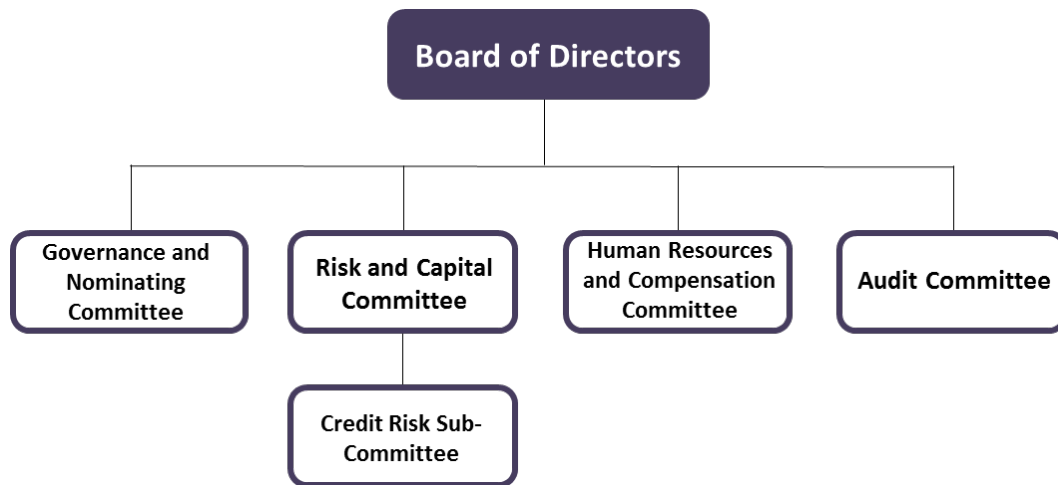 Board of Directors
Governance and
Nominating
Committee
Risk and Capital
Committee
Human Resources
and Compensation
Committee
Audit Committee
Credit Risk Sub-
Committee